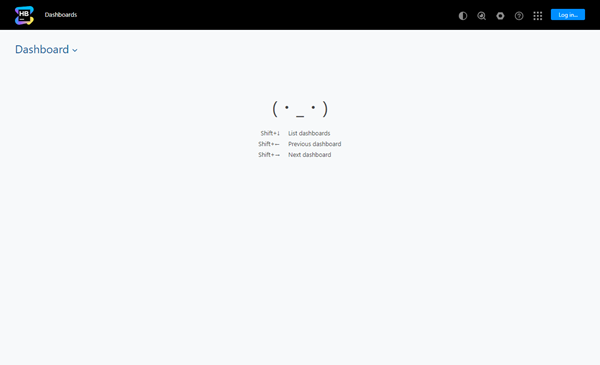 HB
Dashboards
Log in...
Dashboard
( · _ · )
Shift+↓ List dashboards
Shift+← Previous dashboard
Shift+→ Next dashboard